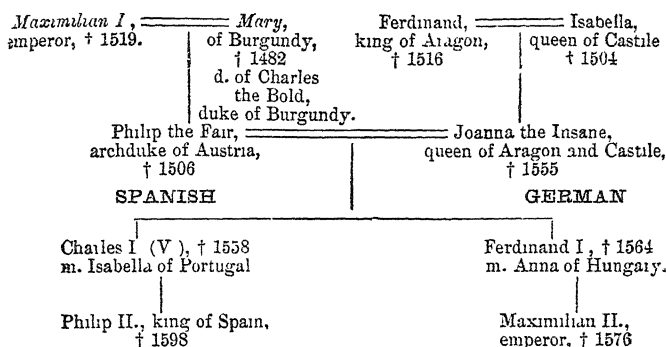 Maximilian I, Mary, Ferdinand, Isabella,
emperor, † 1519. of Burgundy, king of Aragon, queen of Castile
† 1482 † 1516 † 1504
d. of Charles
the Bold,
duke of Burgundy.
Philip the Fair, Joanna the Insane,
archduke of Austria, queen of Aragon and Castile,
† 1506 † 1555
SPANISH GERMAN
Charles I (V), † 1558 Ferdinand I, † 1564
m. Isabella of Portugal m. Anna of Hungary.
Philip II., king of Spain, Maximilian II.,
† 1598 emperor, † 1576